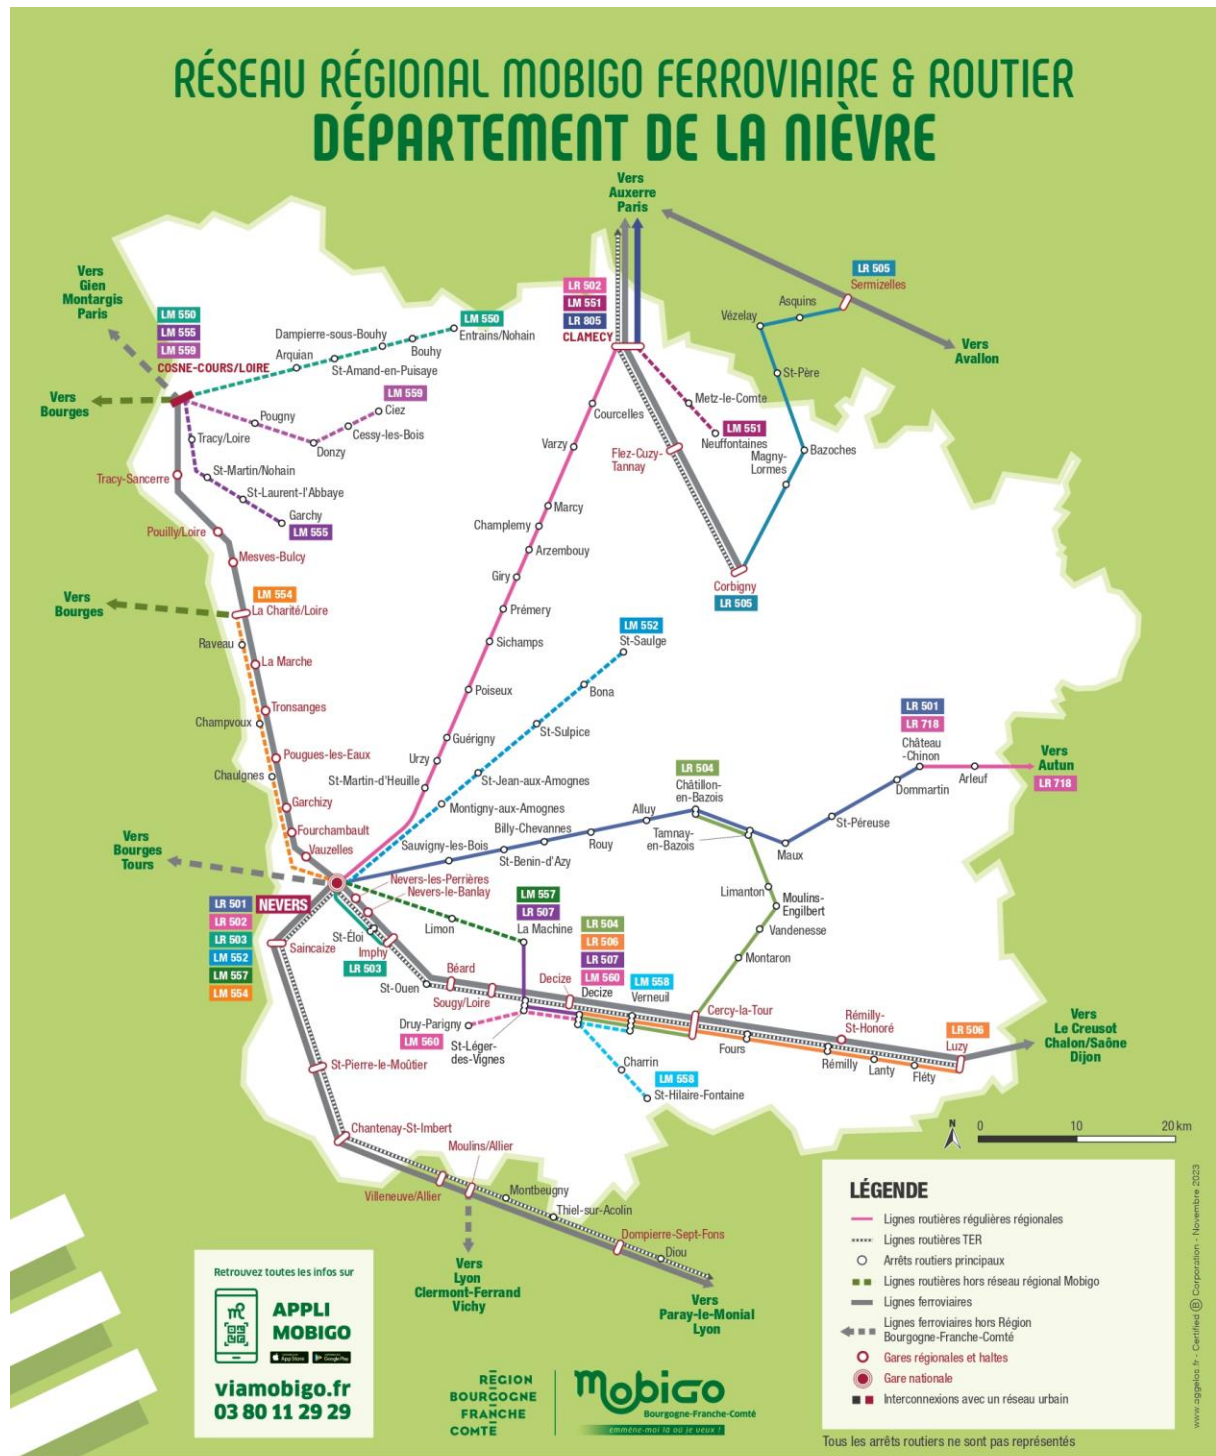 RÉSEAU RÉGIONAL MOBIGO FERROVIAIRE & ROUTIER
DÉPARTEMENT DE LA NIÈVRE
Vers
Auxerre
Paris
LR 505
Sermizelles
Asquins
Vézelay
Vers
Avallon
St-Père
Bazoches
Magny-
Lormes
Corbigny
LR 505
Vers
Gien
Montargis
Paris
LM 550
LM 555
LM 559
COSNE-COURS/LOIRE
Vers
Bourges
LM 550
Entrains/Nohain
Dampierre-sous-Bouhy
Bouhy
Arquian
St-Amand-en-Puisaye
LM 559
Ciez
Cessy-les-Bois
Pougny
Donzy
Tracy/Loire
St-Martin/Nohain
St-Laurent-l'Abbaye
Garchy
LM 555
Tracy-Sancerre
Pouilly/Loire
Mesves-Bulcy
LR 502
LM 551
LR 805
CLAMECY
Metz-le-Comte
LM 551
Neuffontaines
Flez-Cuzy-
Tannay
Courcelles
Varzy
Marcy
Champlemy
Arzembouy
Giry
Prémery
Sichamps
Poiseux
Guérigny
Urzy
St-Martin-d'Heuille
Vers
Bourges
LM 554
La Charité/Loire
Raveau
La Marche
Tronsanges
Champvoux
Pougues-les-Eaux
Chaulgnes
Garchizy
Fourchambault
Vauzelles
LM 552
St-Saulge
Bona
St-Sulpice
St-Jean-aux-Amognes
Montigny-aux-Amognes
LR 501
LR 718
Château
-Chinon
Arleuf
Vers
Autun
LR 718
Dommartin
St-Péreuse
Maux
LR 504
Châtillon-
en-Bazois
Tamnay-
en-Bazois
Alluy
Rouy
Billy-Chevannes
St-Benin-d'Azy
Sauvigny-les-Bois
Limanton
Moulins-
Engilbert
Vandenesse
Montaron
Vers
Bourges
Tours
LR 501
LR 502
LR 503
LM 552
LM 557
LM 554
NEVERS
Nevers-les-Perrières
Nevers-le-Banlay
Saincaize
St-Éloi
Imphy
LR 503
Limon
LM 557
LR 507
La Machine
LR 504
LR 506
LR 507
LM 560
Decize
Decize
LM 558
Verneuil
St-Ouen
Béard
Sougy/Loire
Druy-Parigny
LM 560
St-Léger-
des-Vignes
Charrin
LM 558
St-Hilaire-Fontaine
Cercy-la-Tour
Fours
Rémilly-
St-Honoré
Rémilly
Lanty
Fléty
LR 506
Luzy
Vers
Le Creusot
Chalon/Saône
Dijon
St-Pierre-le-Moûtier
Chantenay-St-Imbert
Moulins/Allier
Villeneuve/Allier
Montbeugny
Thiel-sur-Acolin
Dompierre-Sept-Fons
Diou
Vers
Lyon
Clermont-Ferrand
Vichy
Vers
Paray-le-Monial
Lyon
N
0 10 20 km
LÉGENDE
Lignes routières régulières régionales
Lignes routières TER
Arrêts routiers principaux
Lignes routières hors réseau régional Mobigo
Lignes ferroviaires
Lignes ferroviaires hors Région
Bourgogne-Franche-Comté
Gares régionales et haltes
Gare nationale
Interconnexions avec un réseau urbain
Tous les arrêts routiers ne sont pas représentés
www.aggelos.fr - Certified B Corporation - Novembre 2023
Retrouvez toutes les infos sur
APPLI
MOBIGO
App Store
Google Play
viamobigo.fr
03 80 11 29 29
RÉGION
BOURGOGNE
FRANCHE
COMTÉ
Mobigo
Bourgogne-Franche-Comté
emmène-moi là où je veux !